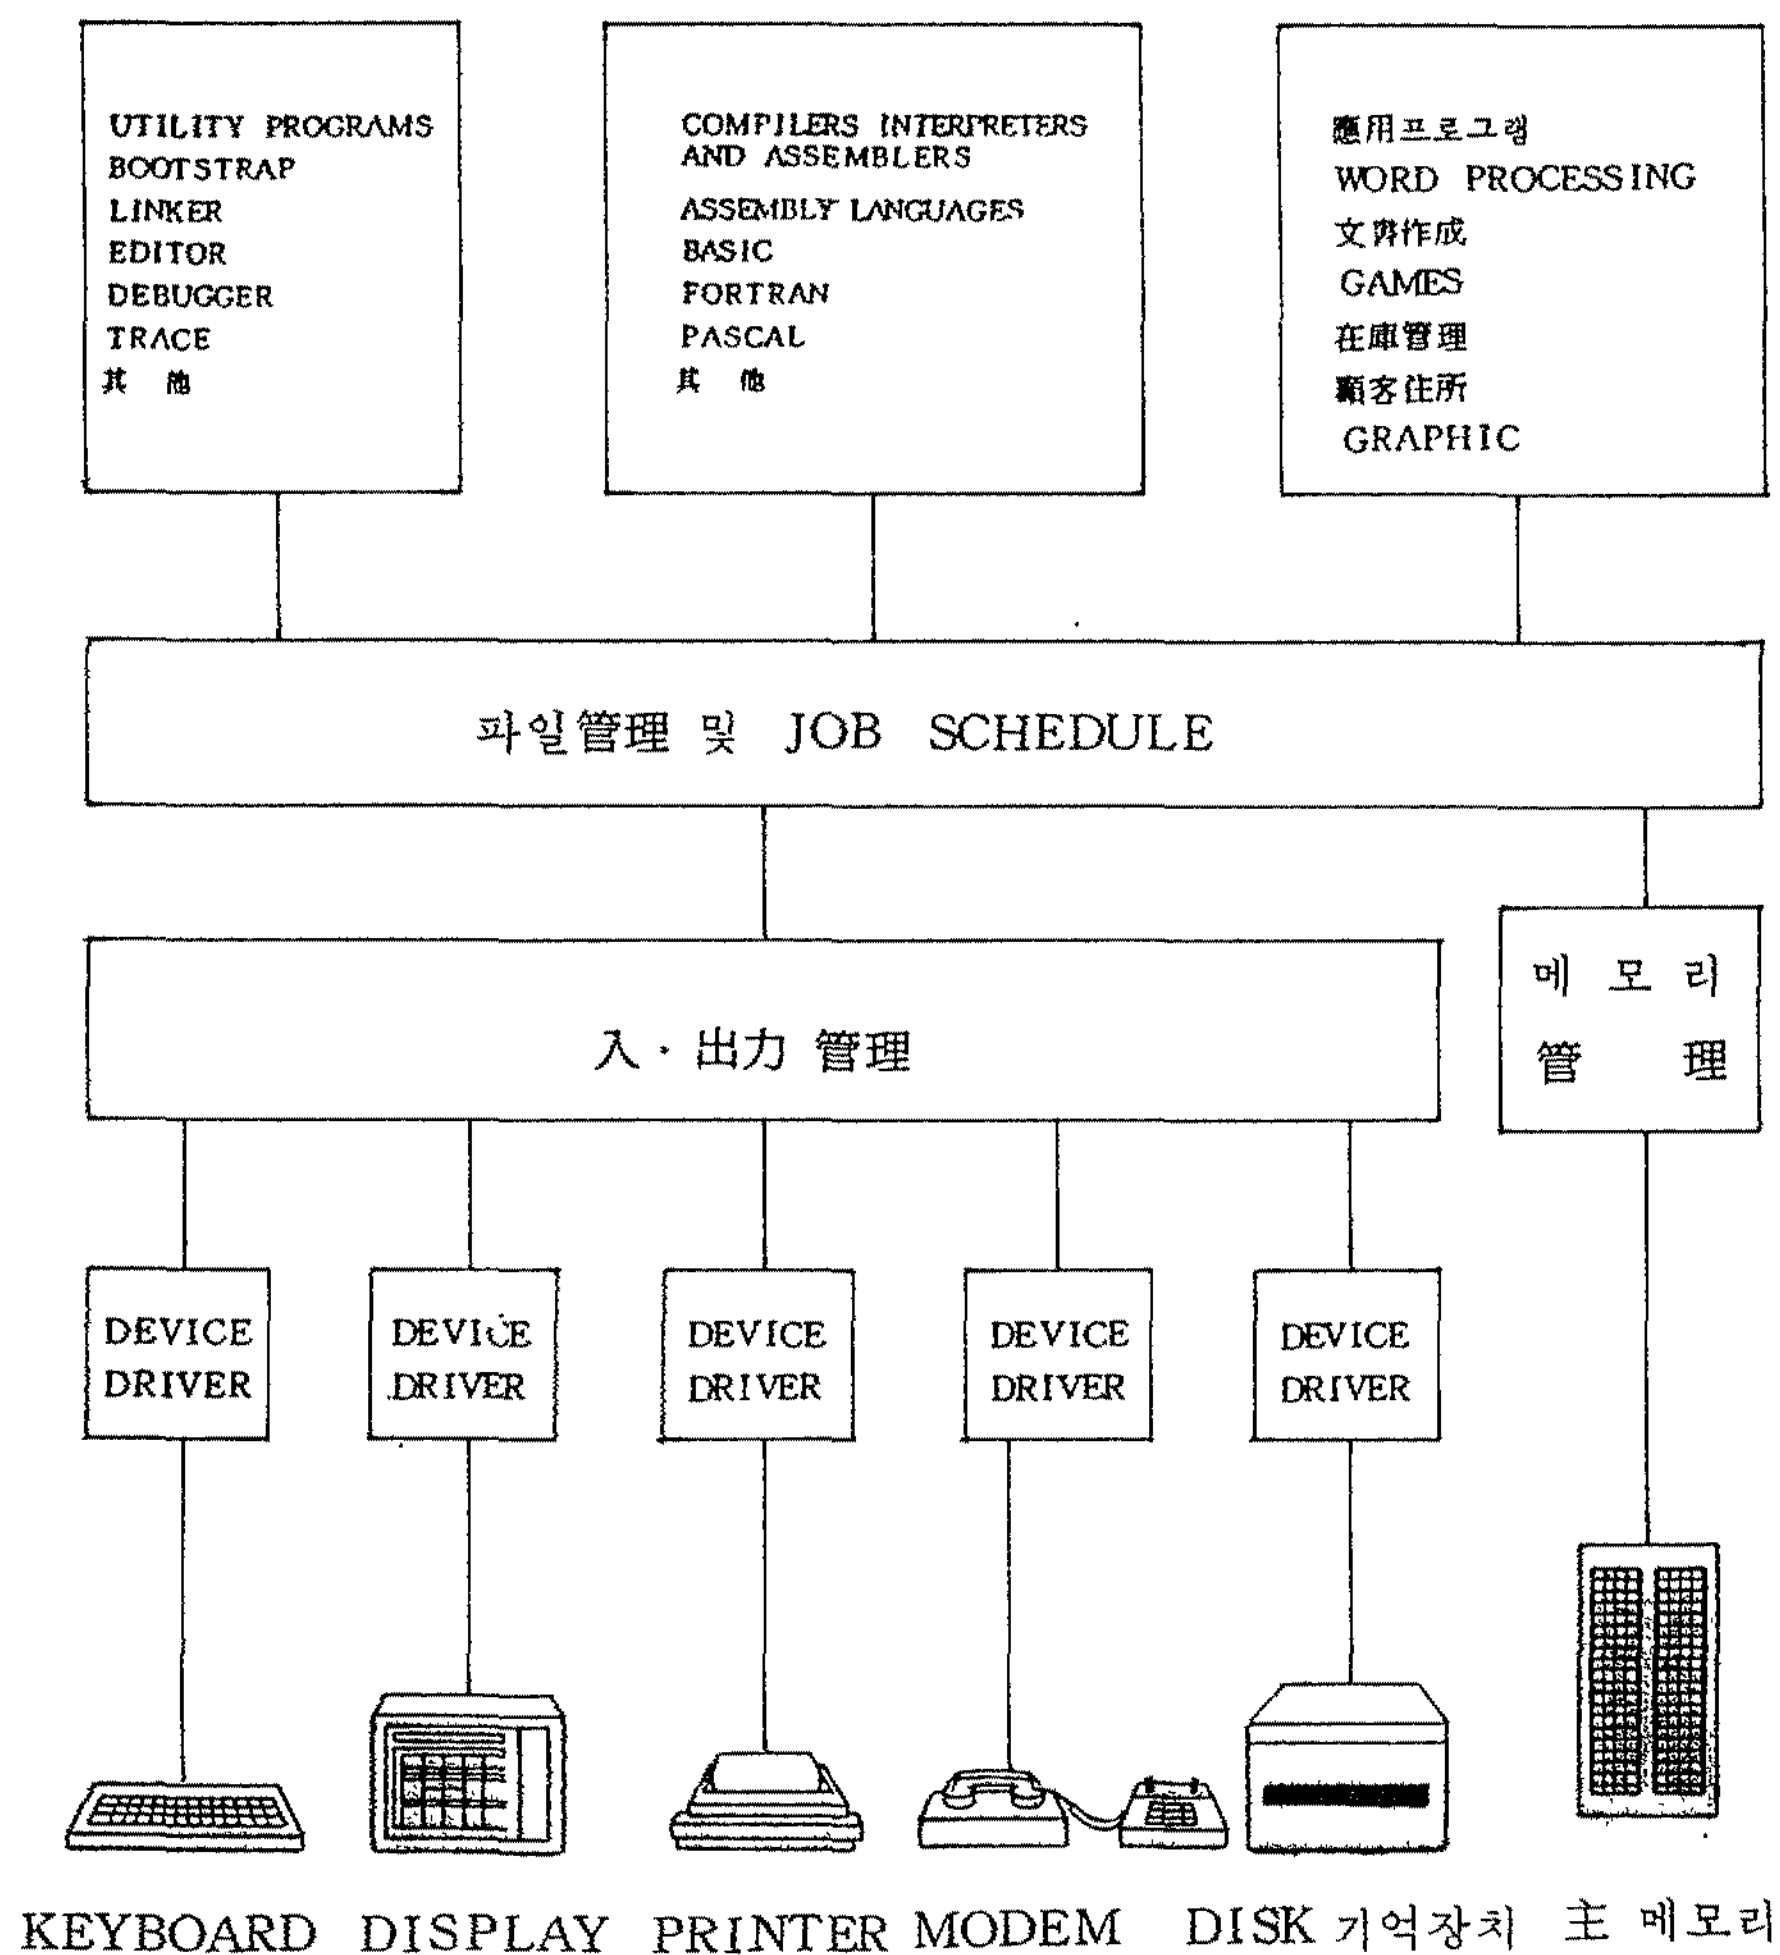 UTILITY PROGRAMS
BOOTSTRAP
LINKER
EDITOR
DEBUGGER
TRACE
其 他
COMPILERS INTERPRETERS
AND ASSEMBLERS
ASSEMBLY LANGUAGES
BASIC
FORTRAN
PASCAL
其 他
應用프로그램
WORD PROCESSING
文書作成
GAMES
在庫管理
顧客住所
GRAPHIC
파일管理 및 JOB SCHEDULE
入·出力 管理
메 모 리
管 理
DEVICE
DRIVER
DEVICE
DRIVER
DEVICE
DRIVER
DEVICE
DRIVER
DEVICE
DRIVER
KEYBOARD
DISPLAY
PRINTER
MODEM
DISK 기억장치
主 메모리